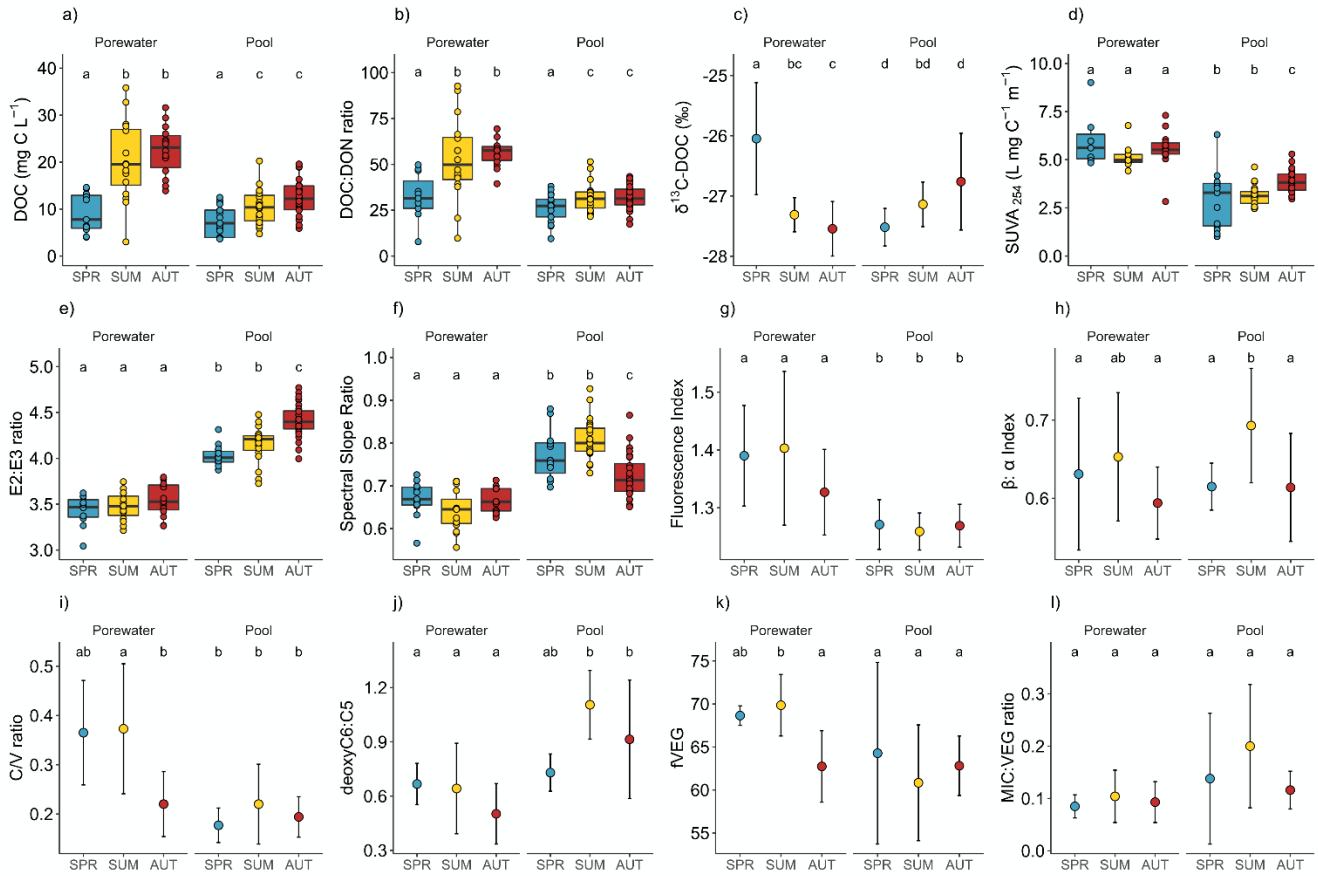 a) b) c) d)
Porewater Pool Porewater Pool Porewater Pool Porewater Pool
a b b a c c a b b a c c a bc c d bd d a a a b b c
DOC (mg C L⁻¹) 40 30 20 10 0
DOC:DON ratio 100 75 50 25 0
δ¹³C-DOC (‰) -25 -26 -27 -28
SUVA ₂₅₄ (L mg C⁻¹ m⁻¹) 10.0 7.5 5.0 2.5 0.0
SPR SUM AUT SPR SUM AUT SPR SUM AUT SPR SUM AUT SPR SUM AUT SPR SUM AUT SPR SUM AUT SPR SUM AUT
e) f) g) h)
Porewater Pool Porewater Pool Porewater Pool Porewater Pool
a a a b b c a a a b b c a a a b b b a ab a a b a
E2:E3 ratio 5.0 4.5 4.0 3.5 3.0
Spectral Slope Ratio 1.0 0.9 0.8 0.7 0.6
Fluorescence Index 1.5 1.4 1.3
β: α Index 0.7 0.6
SPR SUM AUT SPR SUM AUT SPR SUM AUT SPR SUM AUT SPR SUM AUT SPR SUM AUT SPR SUM AUT SPR SUM AUT
i) j) k) l)
Porewater Pool Porewater Pool Porewater Pool Porewater Pool
ab a b b b b a a a ab b b ab b a a a a a a a a a a
C/V ratio 0.5 0.4 0.3 0.2
deoxyC6:C5 1.2 0.9 0.6 0.3
fVEG 75 70 65 60 55
MIC:VEG ratio 0.3 0.2 0.1 0.0
SPR SUM AUT SPR SUM AUT SPR SUM AUT SPR SUM AUT SPR SUM AUT SPR SUM AUT SPR SUM AUT SPR SUM AUT